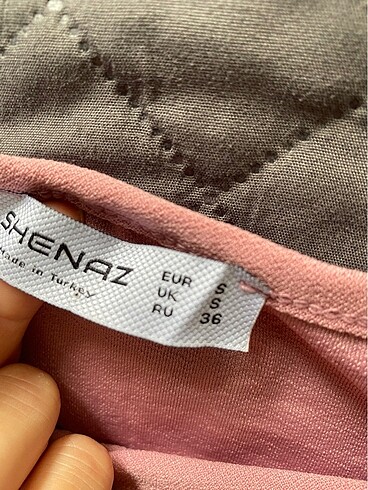 SHENAZ
Made in Turkey
EUR S
UK S
RU 36